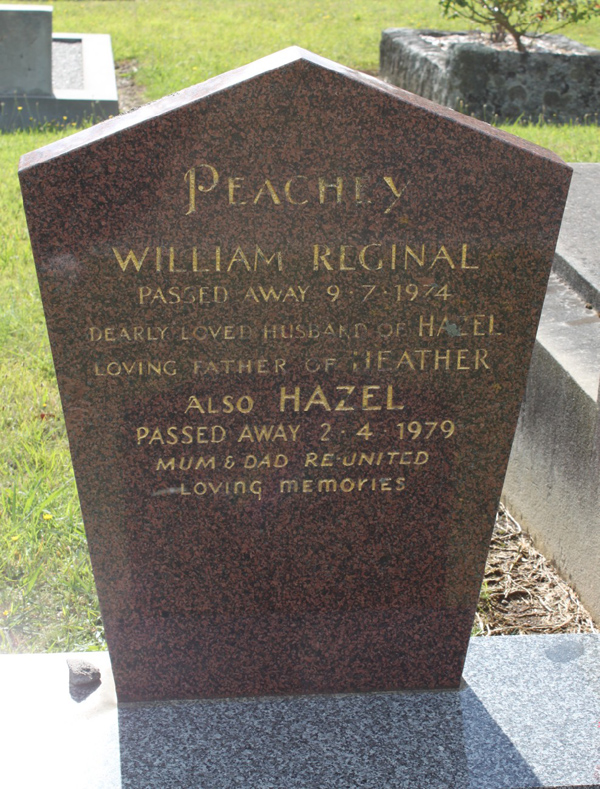 PEACHEY
WILLIAM REGINAL
PASSED AWAY 9·7·1974
DEARLY LOVED HUSBAND OF HAZEL
LOVING FATHER OF HEATHER
ALSO HAZEL
PASSED AWAY 2·4·1979
MUM & DAD RE-UNITED
LOVING MEMORIES